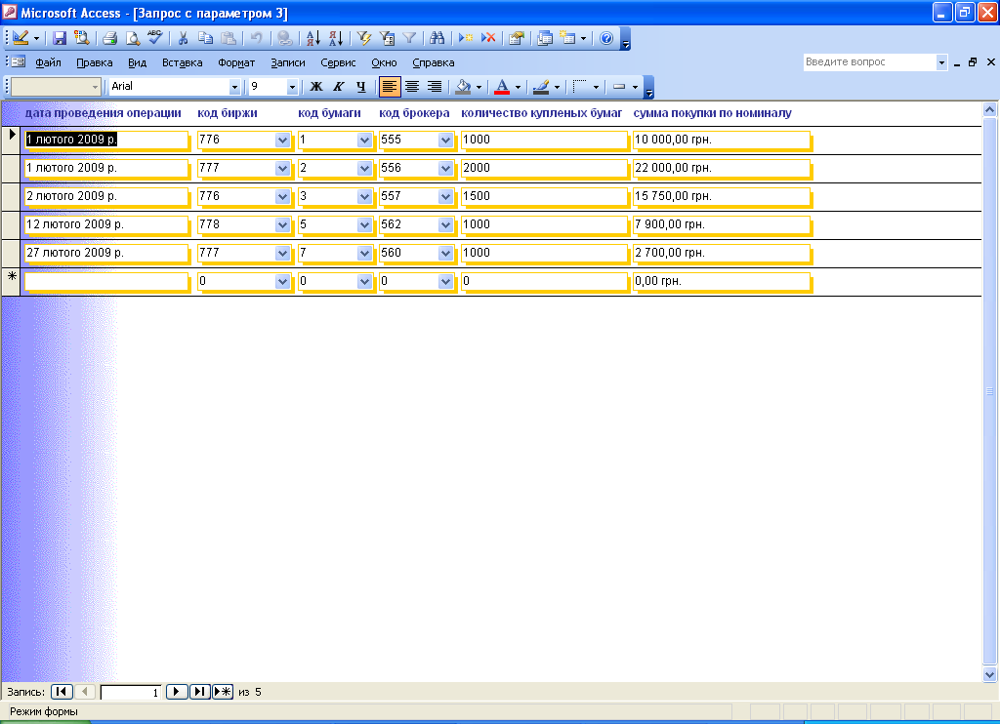 Microsoft Access - [Запрос с параметром 3]
Файл Правка Вид Вставка Формат Записи Сервис Окно Справка Введите вопрос
Arial 9 Ж К Ч
дата проведения операции код биржи код бумаги код брокера количество купленых бумаг сумма покупки по номиналу
1 лютого 2009 р. 776 1 555 1000 10 000,00 грн.
1 лютого 2009 р. 777 2 556 2000 22 000,00 грн.
2 лютого 2009 р. 776 3 557 1500 15 750,00 грн.
12 лютого 2009 р. 778 5 562 1000 7 900,00 грн.
27 лютого 2009 р. 777 7 560 1000 2 700,00 грн.
0 0 0 0 0,00 грн.
Запись: 1 из 5
Режим формы